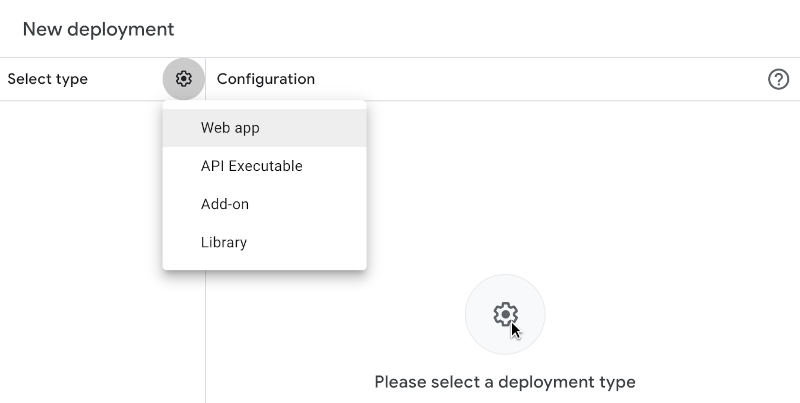 New deployment
Select type
Configuration
Web app
API Executable
Add-on
Library
Please select a deployment type